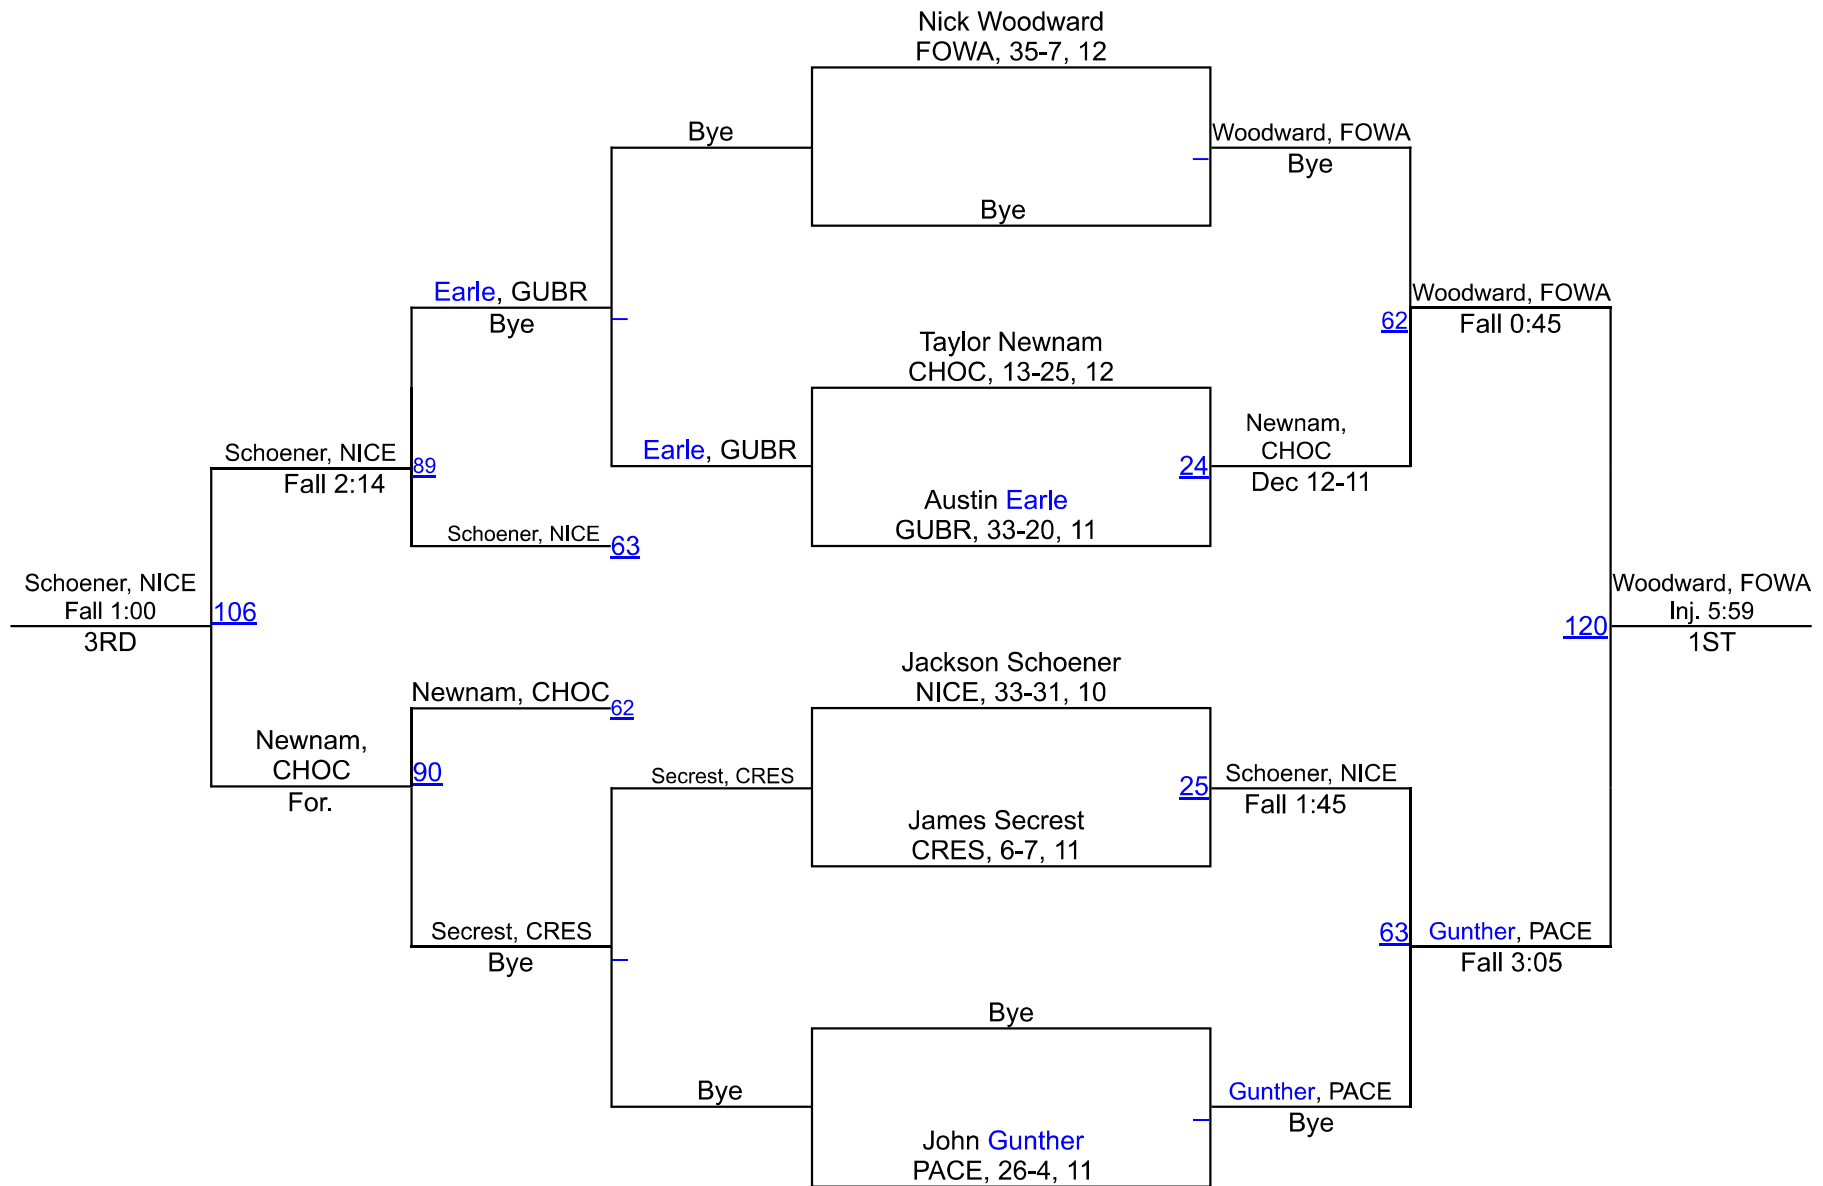 Nick Woodward
FOWA, 35-7, 12
Bye
Woodward, FOWA
Bye
Bye
Earle, GUBR
Bye
Woodward, FOWA
62
Fall 0:45
Taylor Newnam
CHOC, 13-25, 12
Newnam,
CHOC
Dec 12-11
Earle, GUBR
24
Schoener, NICE
89
Fall 2:14
Austin Earle
GUBR, 33-20, 11
Schoener, NICE
63
Schoener, NICE
Fall 1:00
106
3RD
Woodward, FOWA
Inj. 5:59
120
1ST
Jackson Schoener
NICE, 33-31, 10
Newnam, CHOC
62
Newnam,
CHOC
90
For.
Secrest, CRES
25
Schoener, NICE
Fall 1:45
James Secrest
CRES, 6-7, 11
Secrest, CRES
Bye
63
Gunther, PACE
Fall 3:05
Bye
Bye
Gunther, PACE
Bye
John Gunther
PACE, 26-4, 11